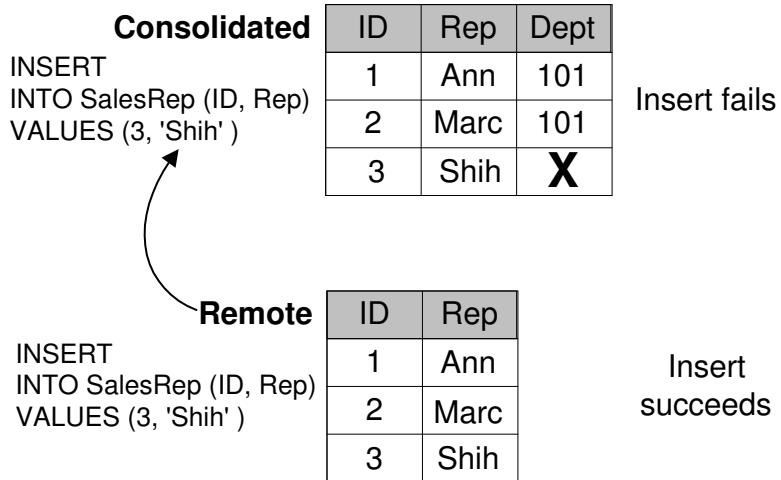 Consolidated
INSERT
INTO SalesRep (ID, Rep)
VALUES (3, 'Shih' )
ID Rep Dept
1 Ann 101
2 Marc 101
3 Shih X
Insert fails
Remote
INSERT
INTO SalesRep (ID, Rep)
VALUES (3, 'Shih' )
ID Rep
1 Ann
2 Marc
3 Shih
Insert
succeeds